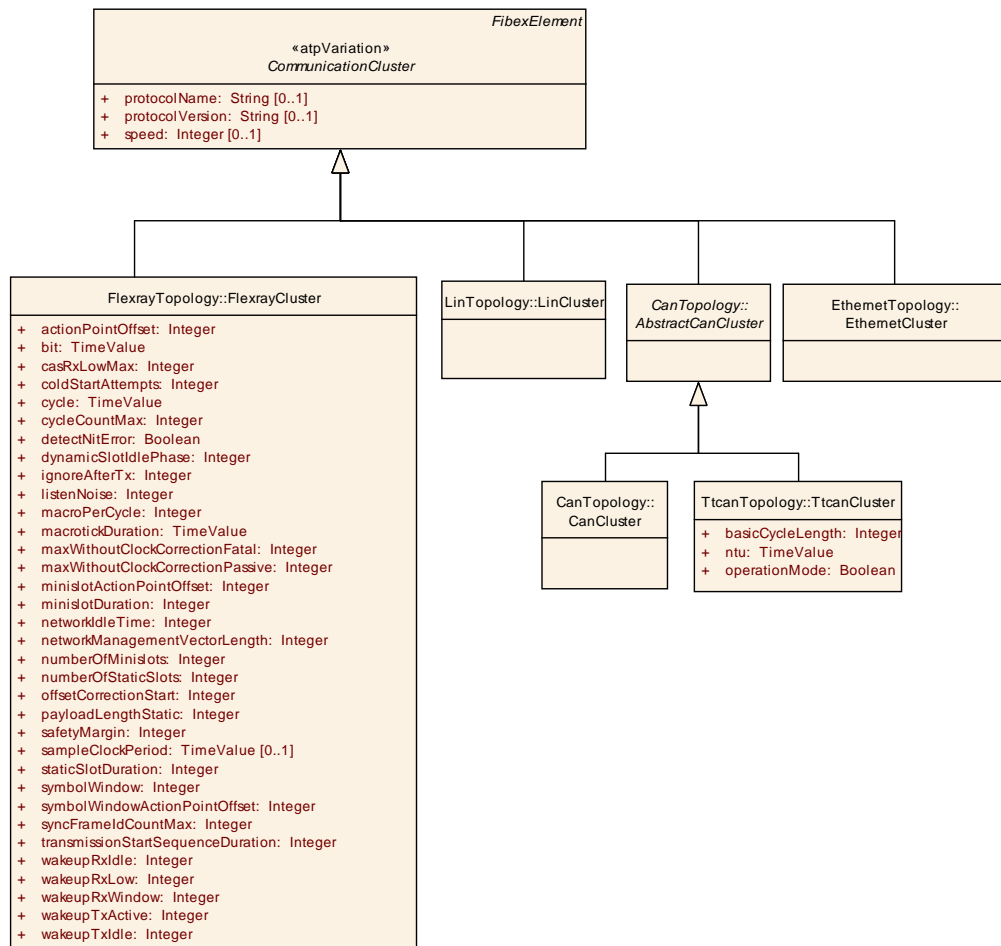 FibexElement
«atpVariation»
CommunicationCluster
+ protocolName: String [0..1]
+ protocolVersion: String [0..1]
+ speed: Integer [0..1]
FlexrayTopology::FlexrayCluster
+ actionPointOffset: Integer
+ bit: TimeValue
+ casRxLowMax: Integer
+ coldStartAttempts: Integer
+ cycle: TimeValue
+ cycleCountMax: Integer
+ detectNitError: Boolean
+ dynamicSlotIdlePhase: Integer
+ ignoreAfterTx: Integer
+ listenNoise: Integer
+ macroPerCycle: Integer
+ macrotickDuration: TimeValue
+ maxWithoutClockCorrectionFatal: Integer
+ maxWithoutClockCorrectionPassive: Integer
+ minislotActionPointOffset: Integer
+ minislotDuration: Integer
+ networkIdleTime: Integer
+ networkManagementVectorLength: Integer
+ numberOfMinislots: Integer
+ numberOfStaticSlots: Integer
+ offsetCorrectionStart: Integer
+ payloadLengthStatic: Integer
+ safetyMargin: Integer
+ sampleClockPeriod: TimeValue [0..1]
+ staticSlotDuration: Integer
+ symbolWindow: Integer
+ symbolWindowActionPointOffset: Integer
+ syncFrameIdCountMax: Integer
+ transmissionStartSequenceDuration: Integer
+ wakeupRxIdle: Integer
+ wakeupRxLow: Integer
+ wakeupRxWindow: Integer
+ wakeupTxActive: Integer
+ wakeupTxIdle: Integer
LinTopology::LinCluster
CanTopology::
AbstractCanCluster
EthernetTopology::
EthernetCluster
CanTopology::
CanCluster
TtcanTopology::TtcanCluster
+ basicCycleLength: Integer
+ ntu: TimeValue
+ operationMode: Boolean